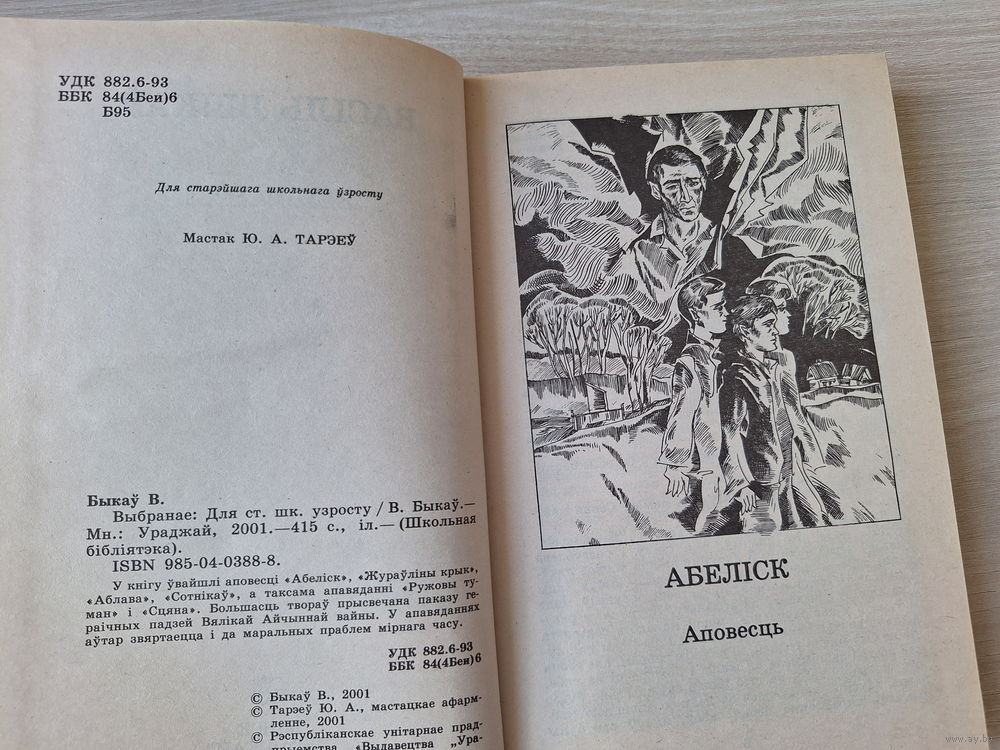 УДК 882.6-93
ББК 84(4Беи)6
Б95
Для старэйшага школьнага ўзросту
Мастак Ю. А. ТАРЭЕЎ
Быкаў В.
Выбранае: Для ст. шк. узросту / В. Быкаў.—
Мн.: Ураджай, 2001.—415 с., іл.— (Школьная
бібліятэка).
ISBN 985-04-0388-8.
У кнігу ўвайшлі аповесці «Абеліск», «Жураўліны крык»,
«Аблава», «Сотнікаў», а таксама апавяданні «Ружовы ту-
ман» і «Сцяна». Большасць твораў прысвечана паказу ге-
раічных падзей Вялікай Айчыннай вайны. У апавяданнях
аўтар звяртаецца і да маральных праблем мірнага часу.
УДК 882.6-93
ББК 84(4Беи)6
© Быкаў В., 2001
© Тарэеў Ю. А., мастацкае афарм-
ленне, 2001
© Рэспубліканскае унітарнае прад-
прыемства «Выдавецтва „Ура-
АБЕЛІСК
Аповесць
www.ay.by